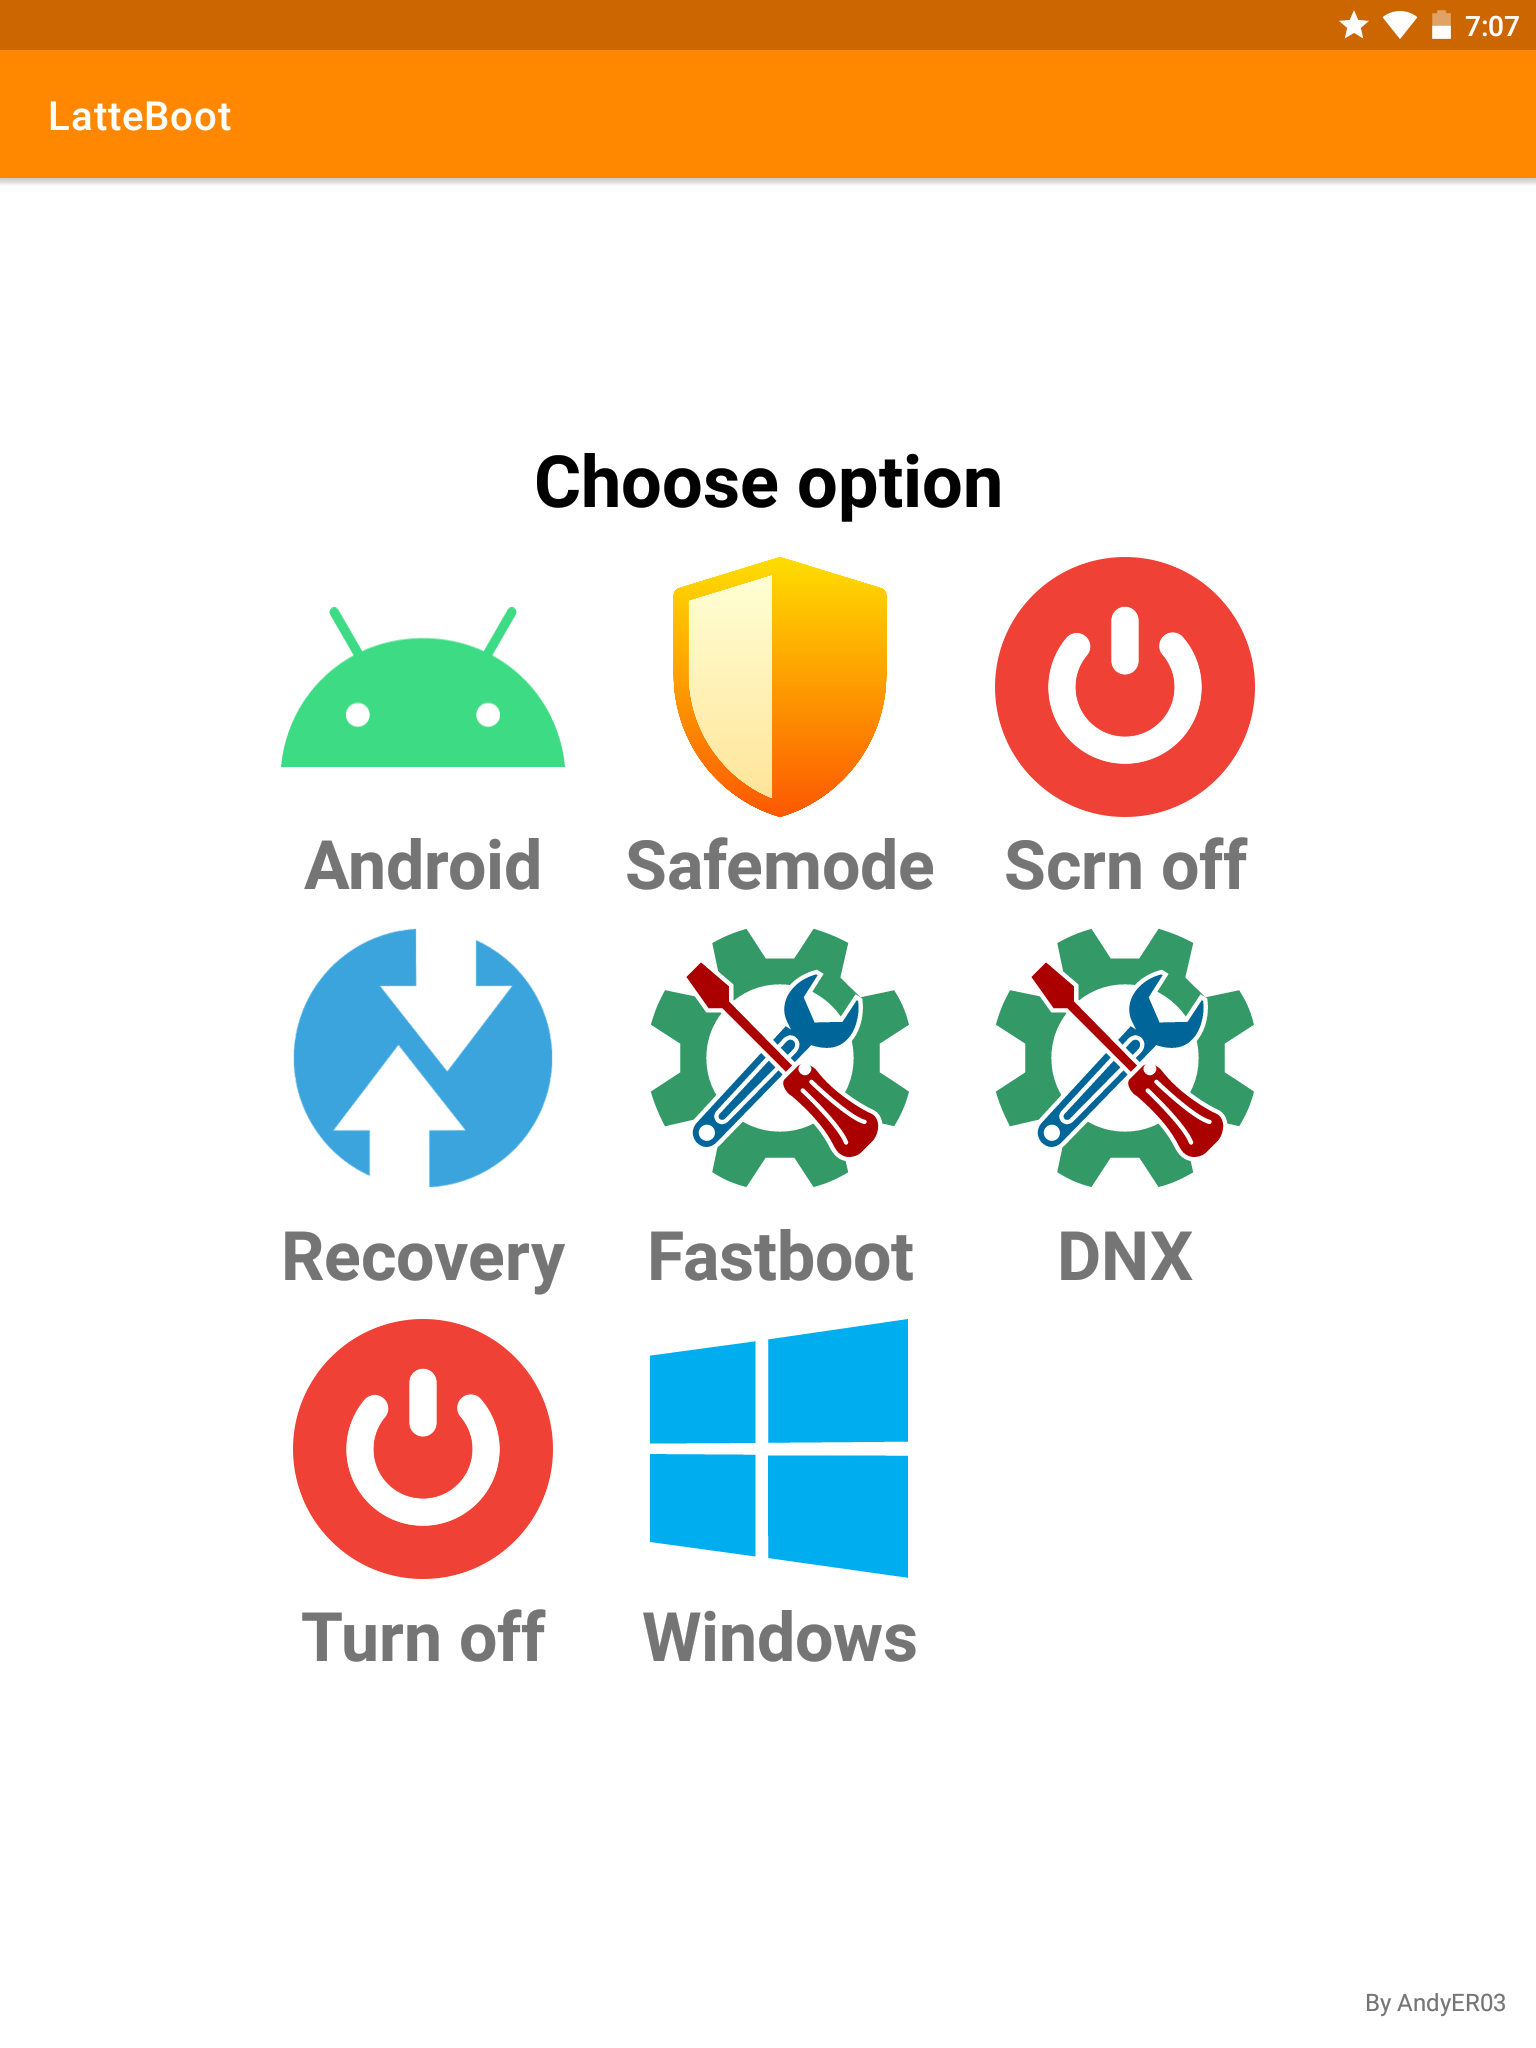 7:07
LatteBoot
Choose option
Android Safemode Scrn off
Recovery Fastboot DNX
Turn off Windows
By AndyER03